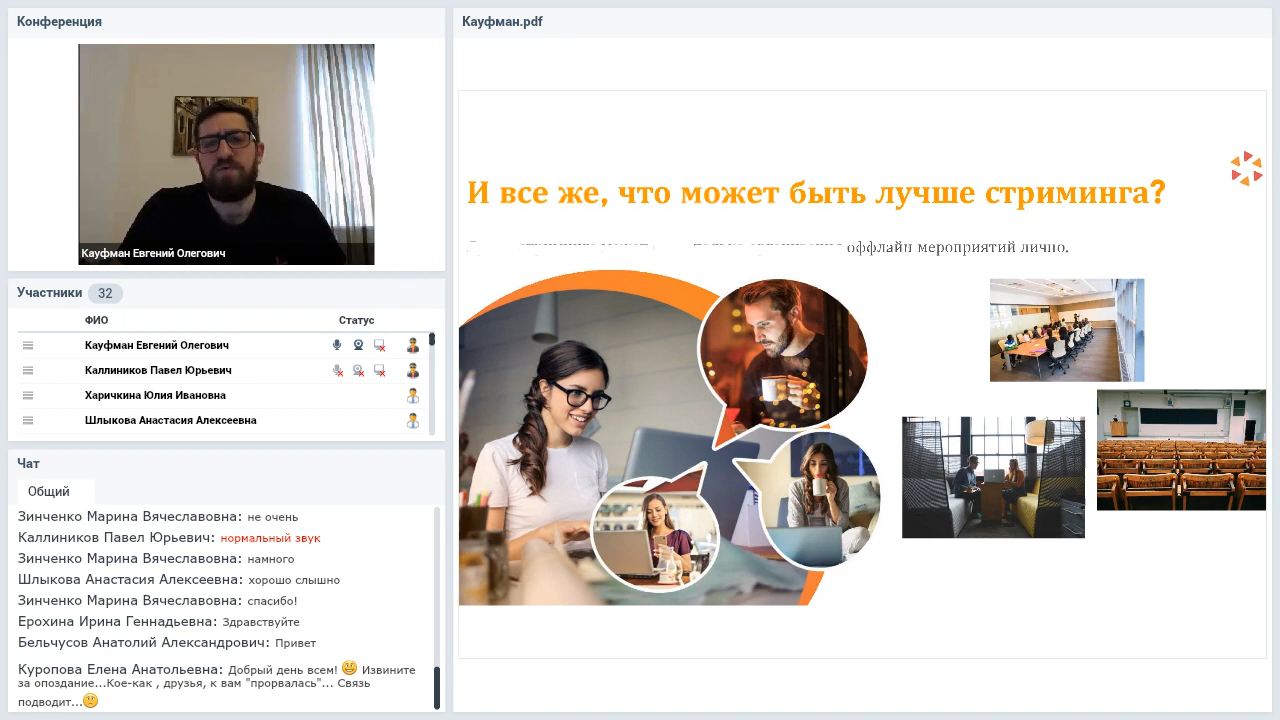 Конференция
Кауфман Евгений Олегович
Участники 32
ФИО Статус
Кауфман Евгений Олегович
Каллиников Павел Юрьевич
Харичкина Юлия Ивановна
Шлыкова Анастасия Алексеевна
Чат
Общий
Зинченко Марина Вячеславовна: не очень
Каллиников Павел Юрьевич: нормальный звук
Зинченко Марина Вячеславовна: намного
Шлыкова Анастасия Алексеевна: хорошо слышно
Зинченко Марина Вячеславовна: спасибо!
Ерохина Ирина Геннадьевна: Здравствуйте
Бельчусов Анатолий Александрович: Привет
Куропова Елена Анатольевна: Добрый день всем! Извините
за опоздание...Кое-как , друзья, к вам "прорвалась"... Связь
подводит...
Кауфман.pdf
И все же, что может быть лучше стриминга?
оффлайн мероприятий лично.